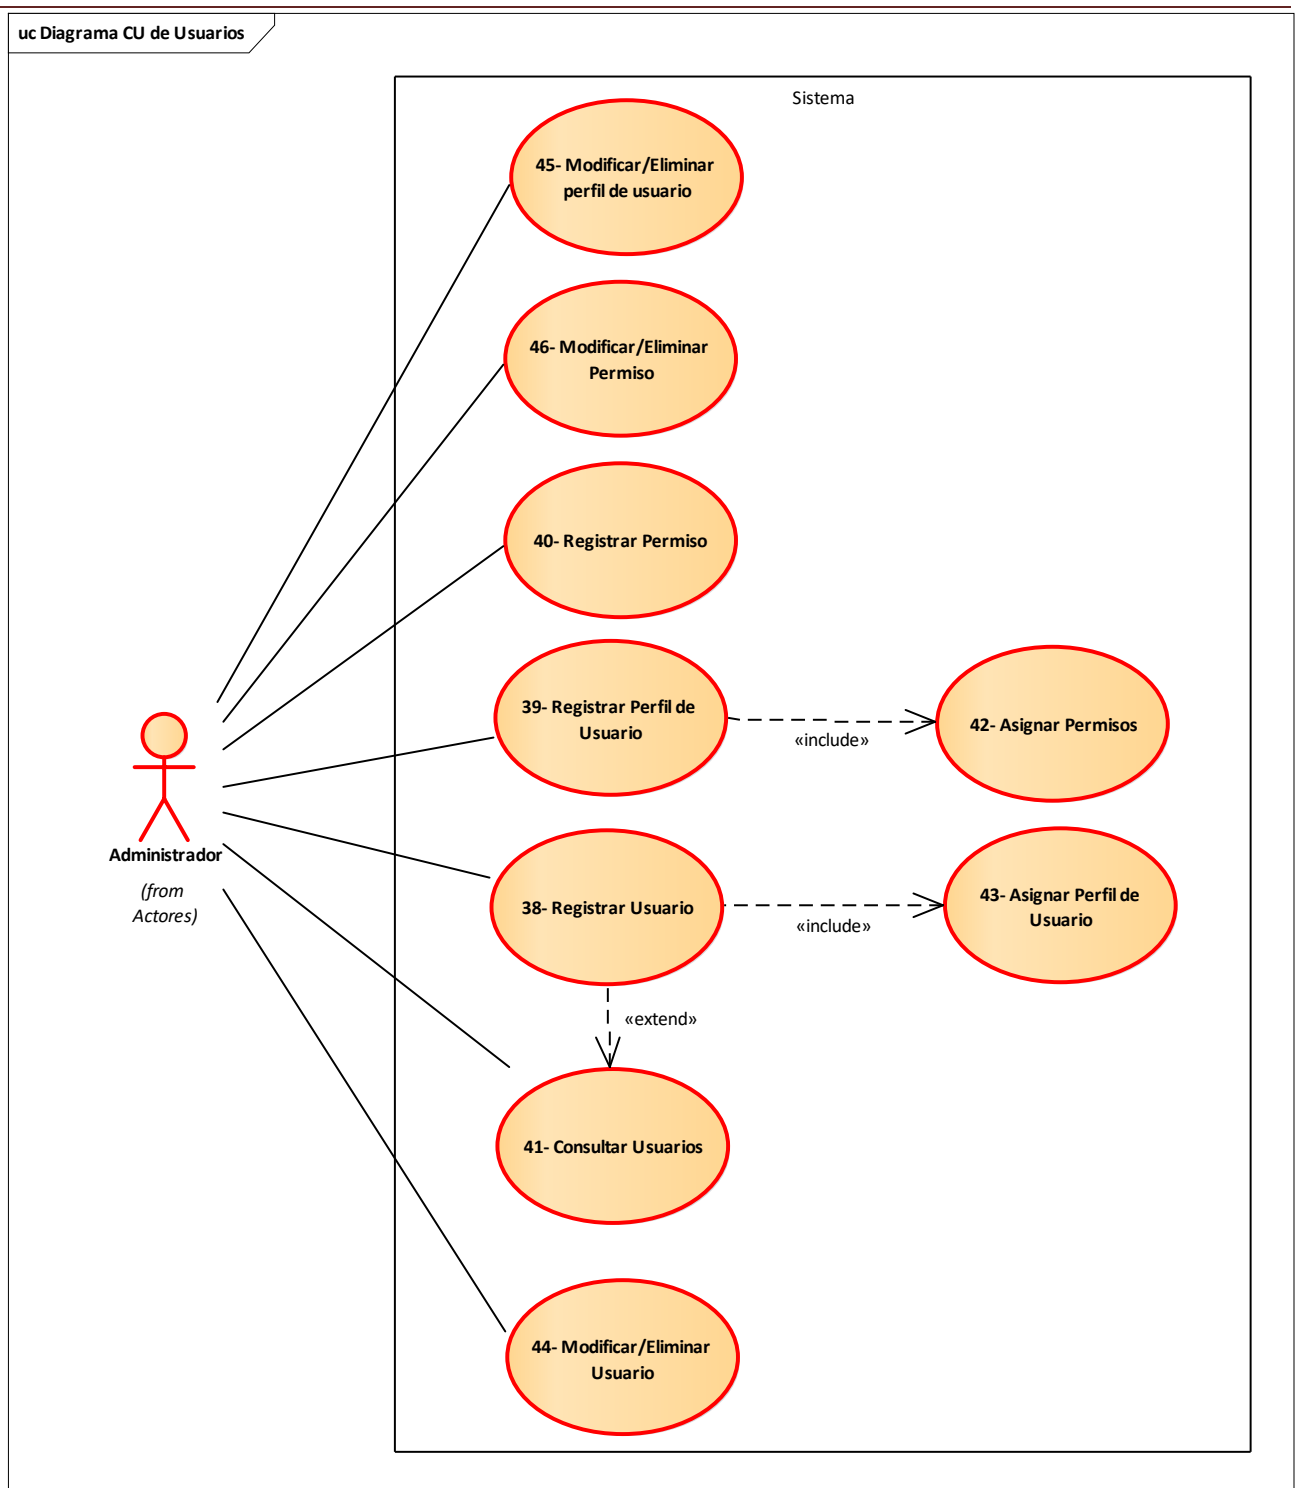 uc Diagrama CU de Usuarios
Sistema
45- Modificar/Eliminar
perfil de usuario
46- Modificar/Eliminar
Permiso
40- Registrar Permiso
39- Registrar Perfil de
Usuario
«include»
42- Asignar Permisos
Administrador
(from
Actores)
38- Registrar Usuario
«include»
43- Asignar Perfil de
Usuario
«extend»
41- Consultar Usuarios
44- Modificar/Eliminar
Usuario